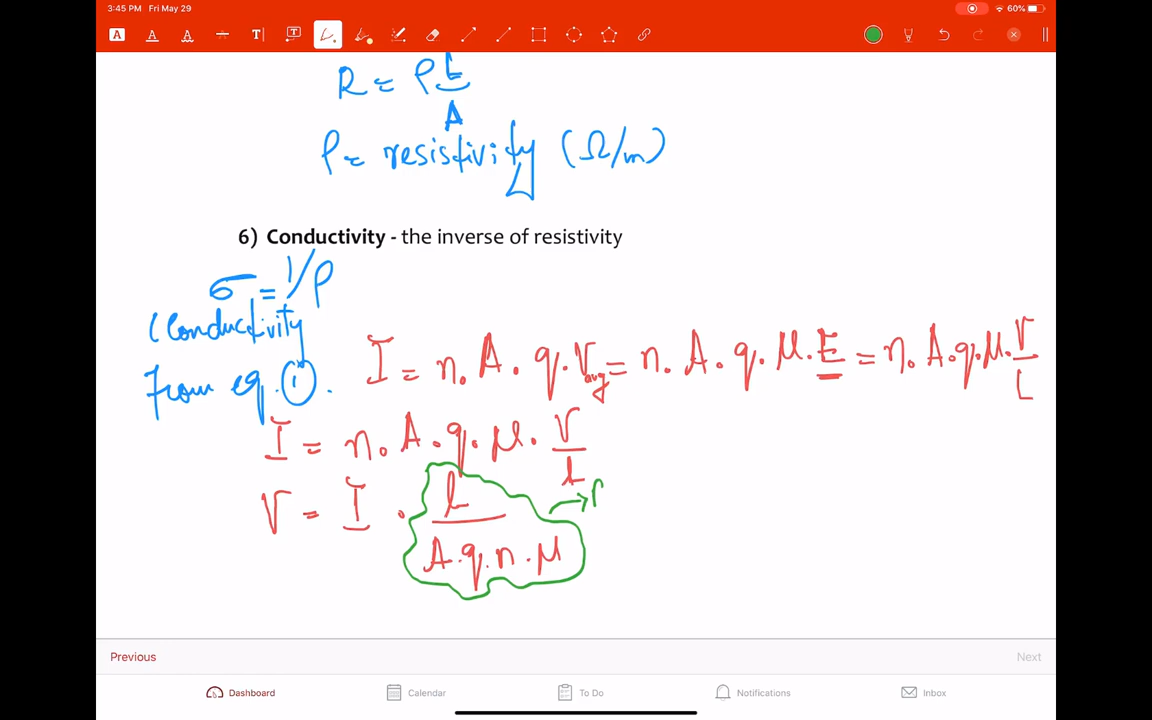 3:45 PM Fri May 29
60%
R = ρ L/A
ρ = resistivity (Ω/m)
6) Conductivity - the inverse of resistivity
σ = 1/ρ
(Conductivity
from eq. ①.
I = n. A. q. Vavg = n. A. q. μ. E = n. A. q. μ. V/L
I = n. A. q. μ. V/L
V = I . L/A.q.n.μ → r
Previous
Next
Dashboard
Calendar
To Do
Notifications
Inbox